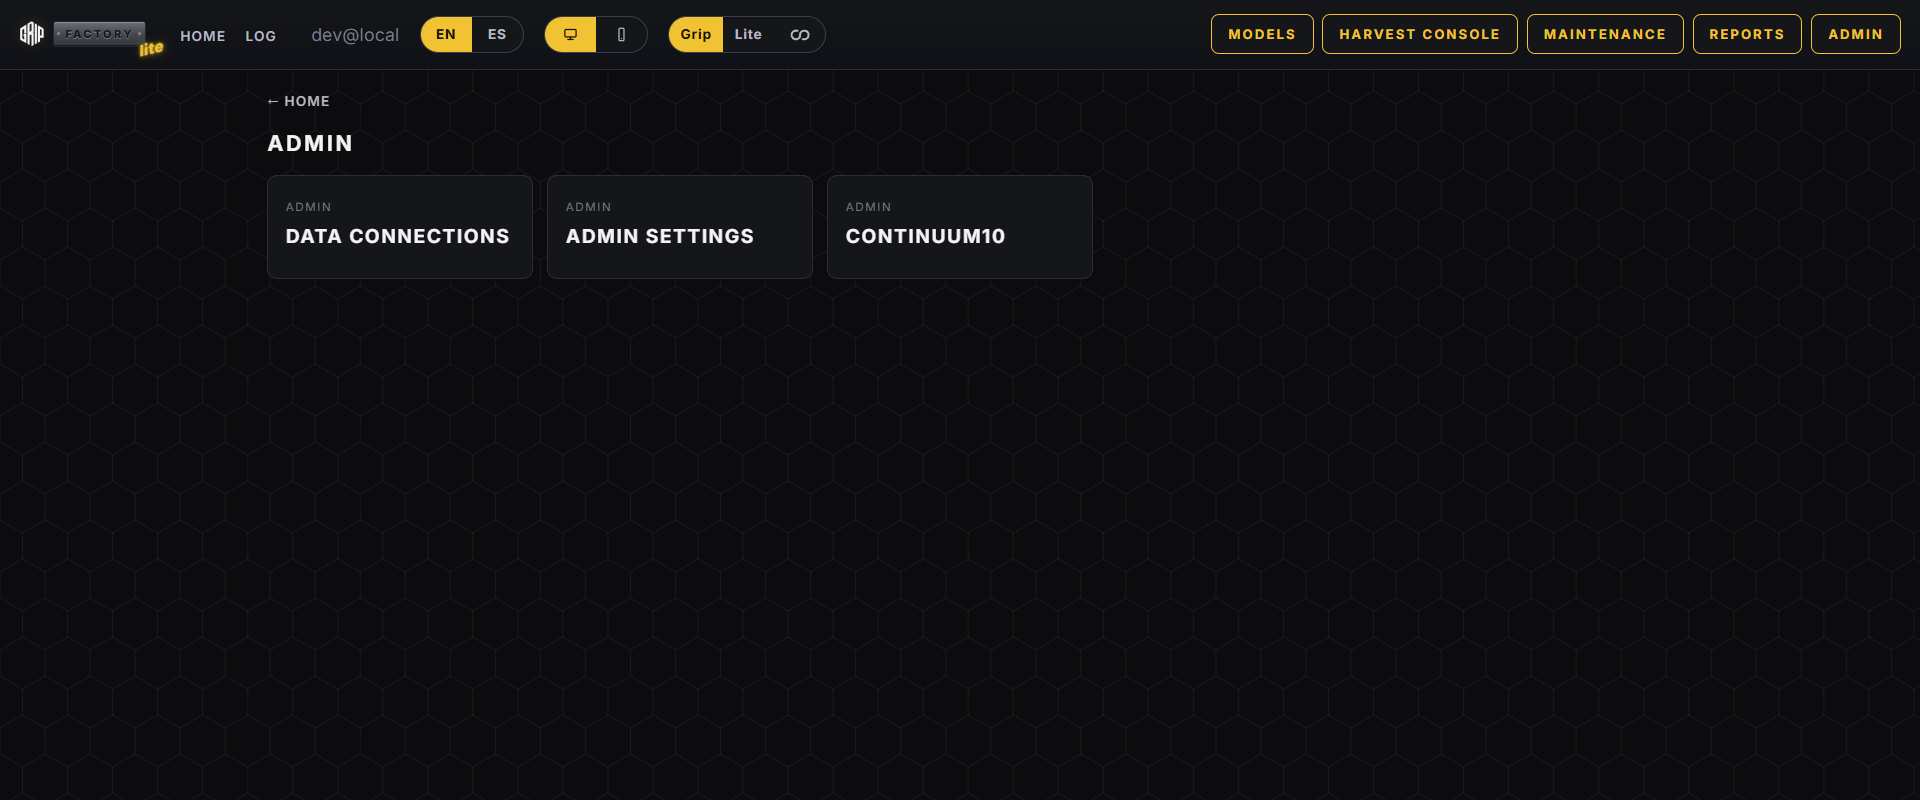 GRIP FACTORY lite HOME LOG dev@local EN ES Grip Lite MODELS HARVEST CONSOLE MAINTENANCE REPORTS ADMIN
← HOME
ADMIN
ADMIN
DATA CONNECTIONS
ADMIN
ADMIN SETTINGS
ADMIN
CONTINUUM10